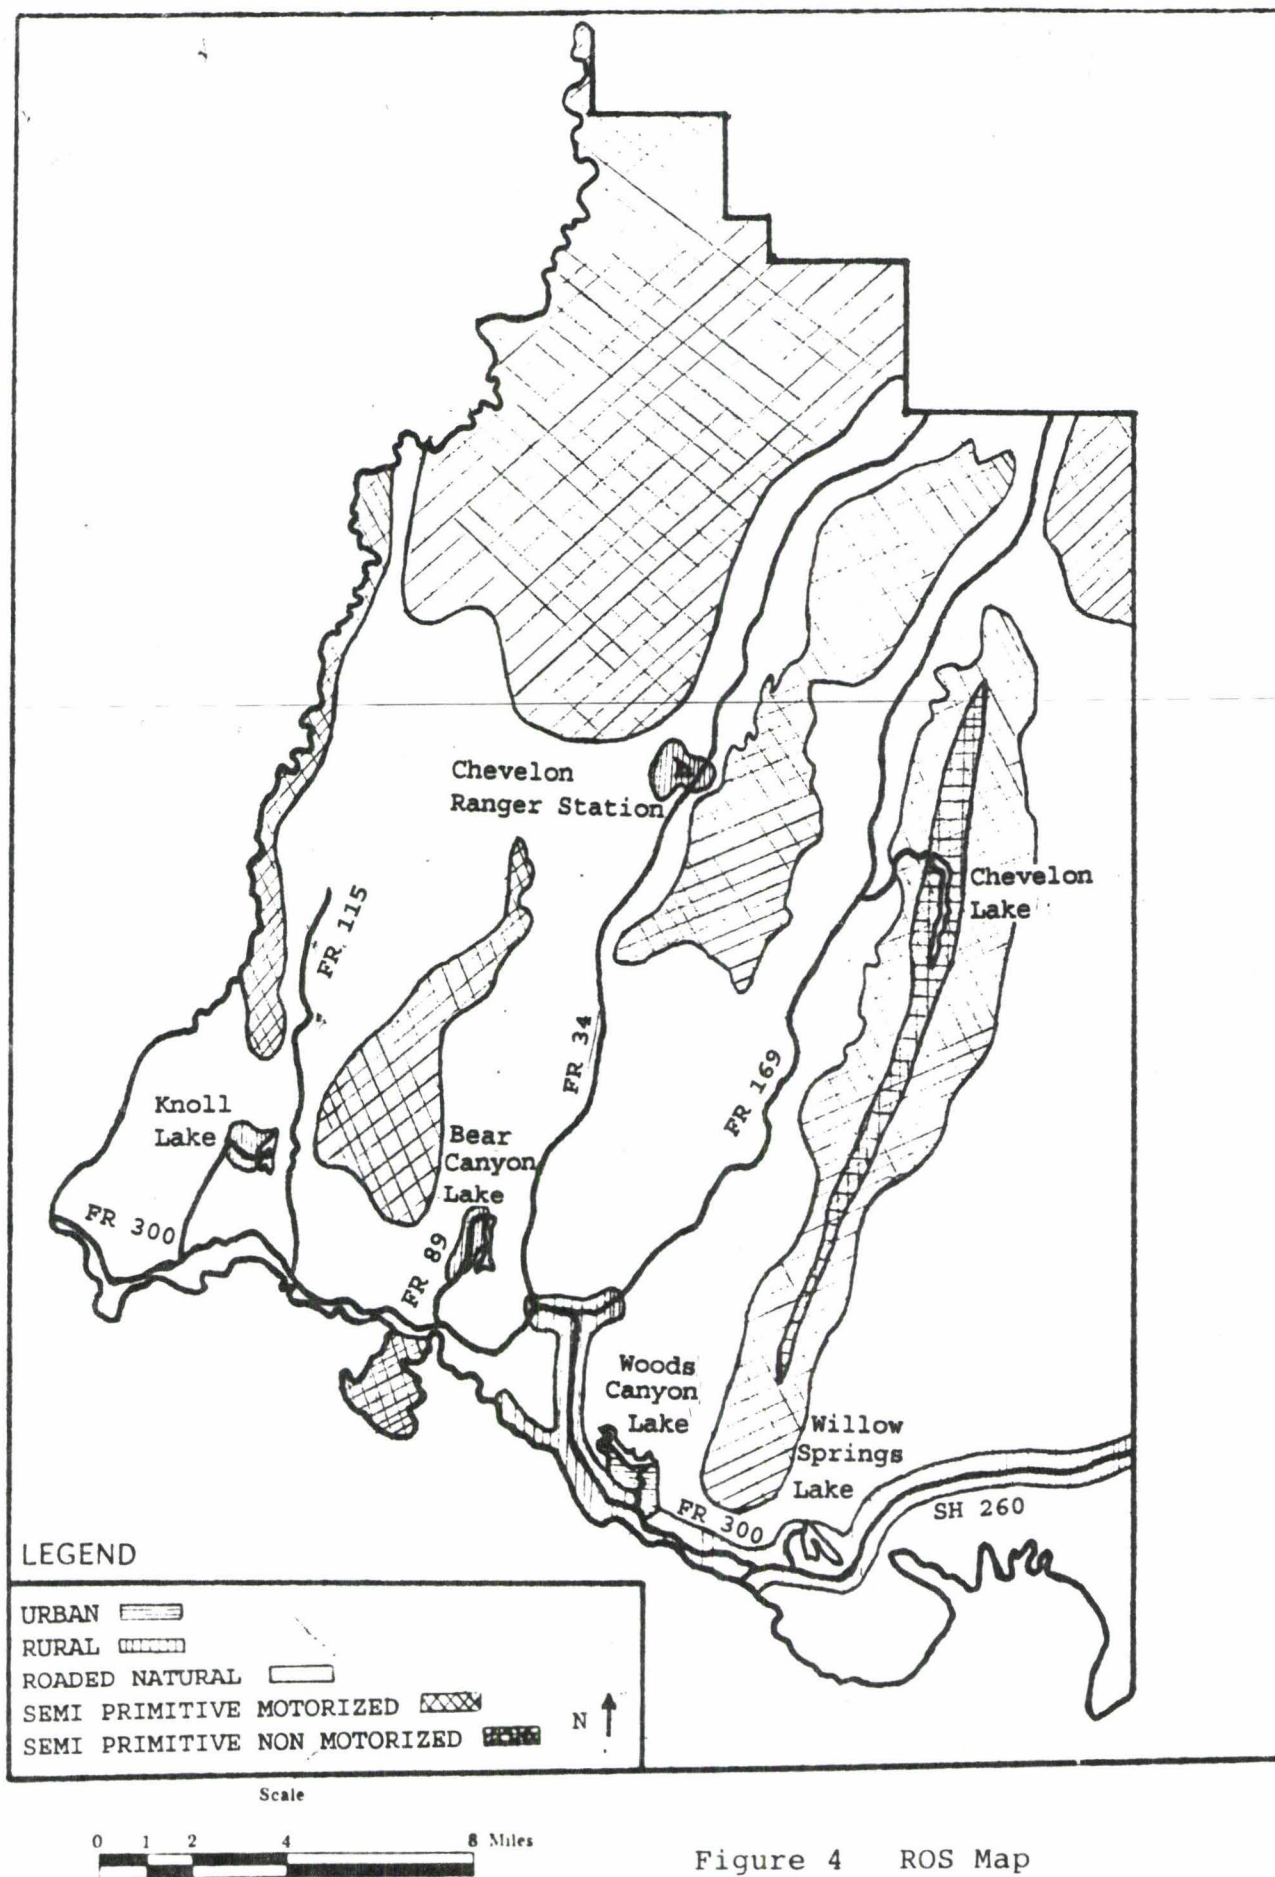 Chevelon
Ranger Station
Chevelon
Lake
FR 115
FR 34
FR 169
Knoll
Lake
Bear
Canyon
Lake
FR 300
FR 89
Woods
Canyon
Lake
Willow
Springs
Lake
FR 300
SH 260
LEGEND
URBAN
RURAL
ROADED NATURAL
SEMI PRIMITIVE MOTORIZED
SEMI PRIMITIVE NON MOTORIZED
N
Scale
0 1 2 4 8 Miles
Figure 4 ROS Map